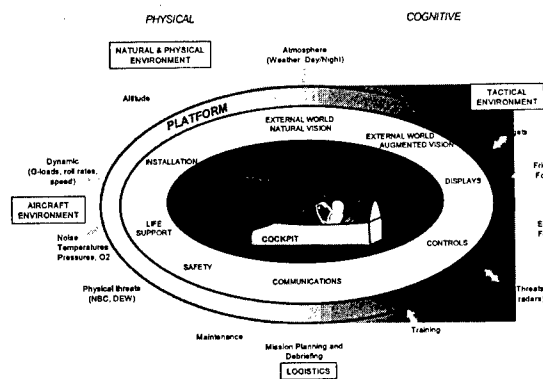 PHYSICAL
COGNITIVE
NATURAL & PHYSICAL
ENVIRONMENT
Atmosphere
(Weather Day/Night)
TACTICAL
ENVIRONMENT
Altitude
PLATFORM
EXTERNAL WORLD
NATURAL VISION
EXTERNAL WORLD
AUGMENTED VISION
INSTALLATION
Dynamic
(G-loads, roll rates,
speed)
DISPLAYS
AIRCRAFT
ENVIRONMENT
LIFE
SUPPORT
Noise
Temperatures
Pressures, O2
COCKPIT
CONTROLS
SAFETY
COMMUNICATIONS
Physical threats
(NBC, DEW)
Threats
radars)
Training
Maintenance
Mission Planning and
Debriefing
LOGISTICS